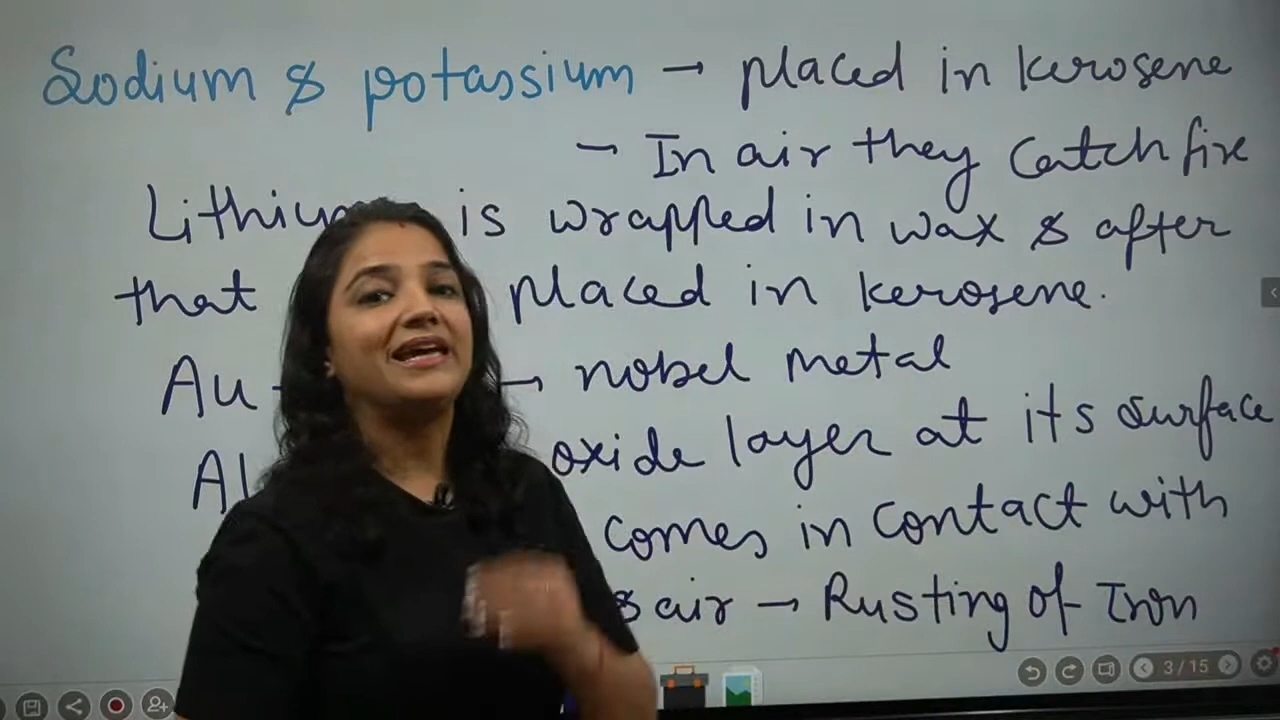 Sodium & potassium → placed in kerosene
– In air they catch fire
Lithium is wrapped in wax & after
that placed in kerosene.
Au → nobel metal
Al oxide layer at its surface
comes in contact with
& air → Rusting of Iron
3/15